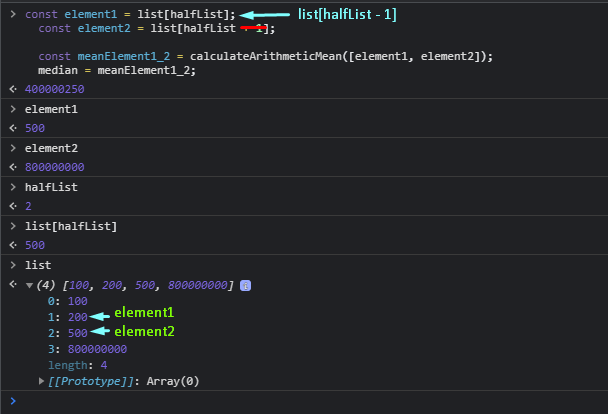 > const element1 = list[halfList]; list[halfList - 1]
const element2 = list[halfList - 1];
const meanElement1_2 = calculateArithmeticMean([element1, element2]);
median = meanElement1_2;
400000250
> element1
500
> element2
800000000
> halfList
2
> list[halfList]
500
> list
(4) [100, 200, 500, 800000000] i
0: 100
1: 200 element1
2: 500 element2
3: 800000000
length: 4
[[Prototype]]: Array(0)
>